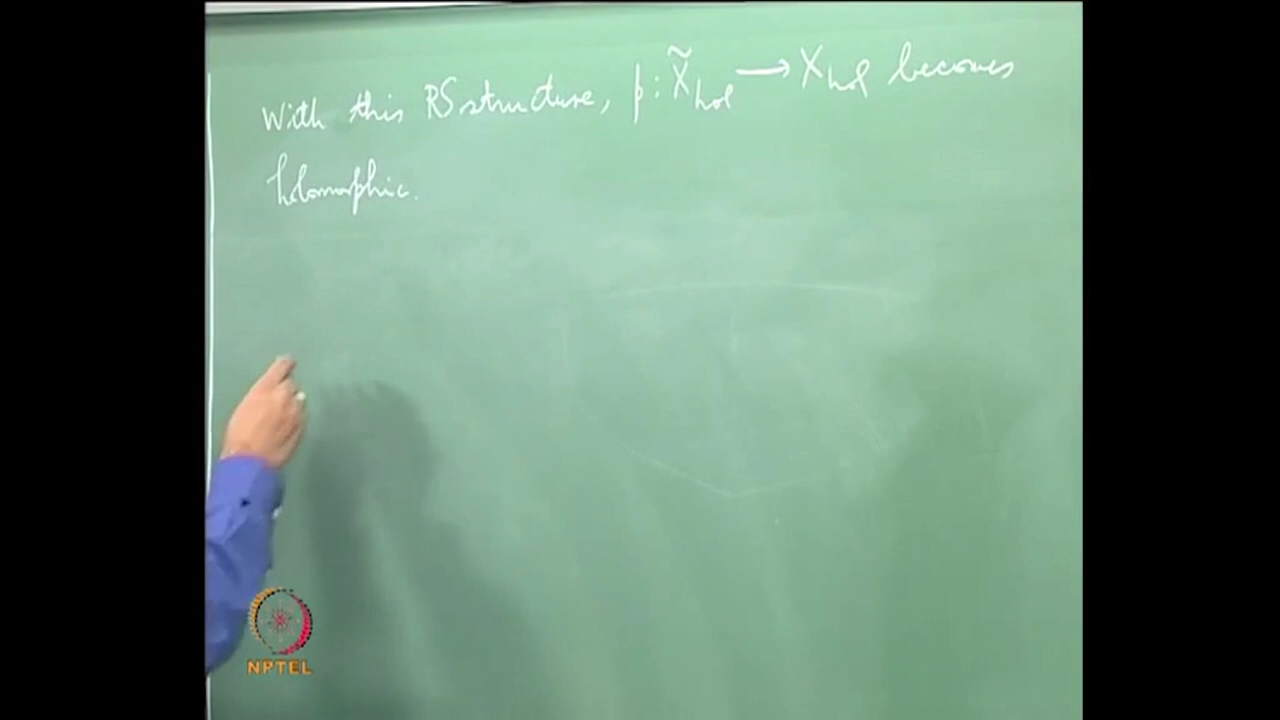 With this RS structure, p : X̃_hol → X_hol becomes
holomorphic.
NPTEL